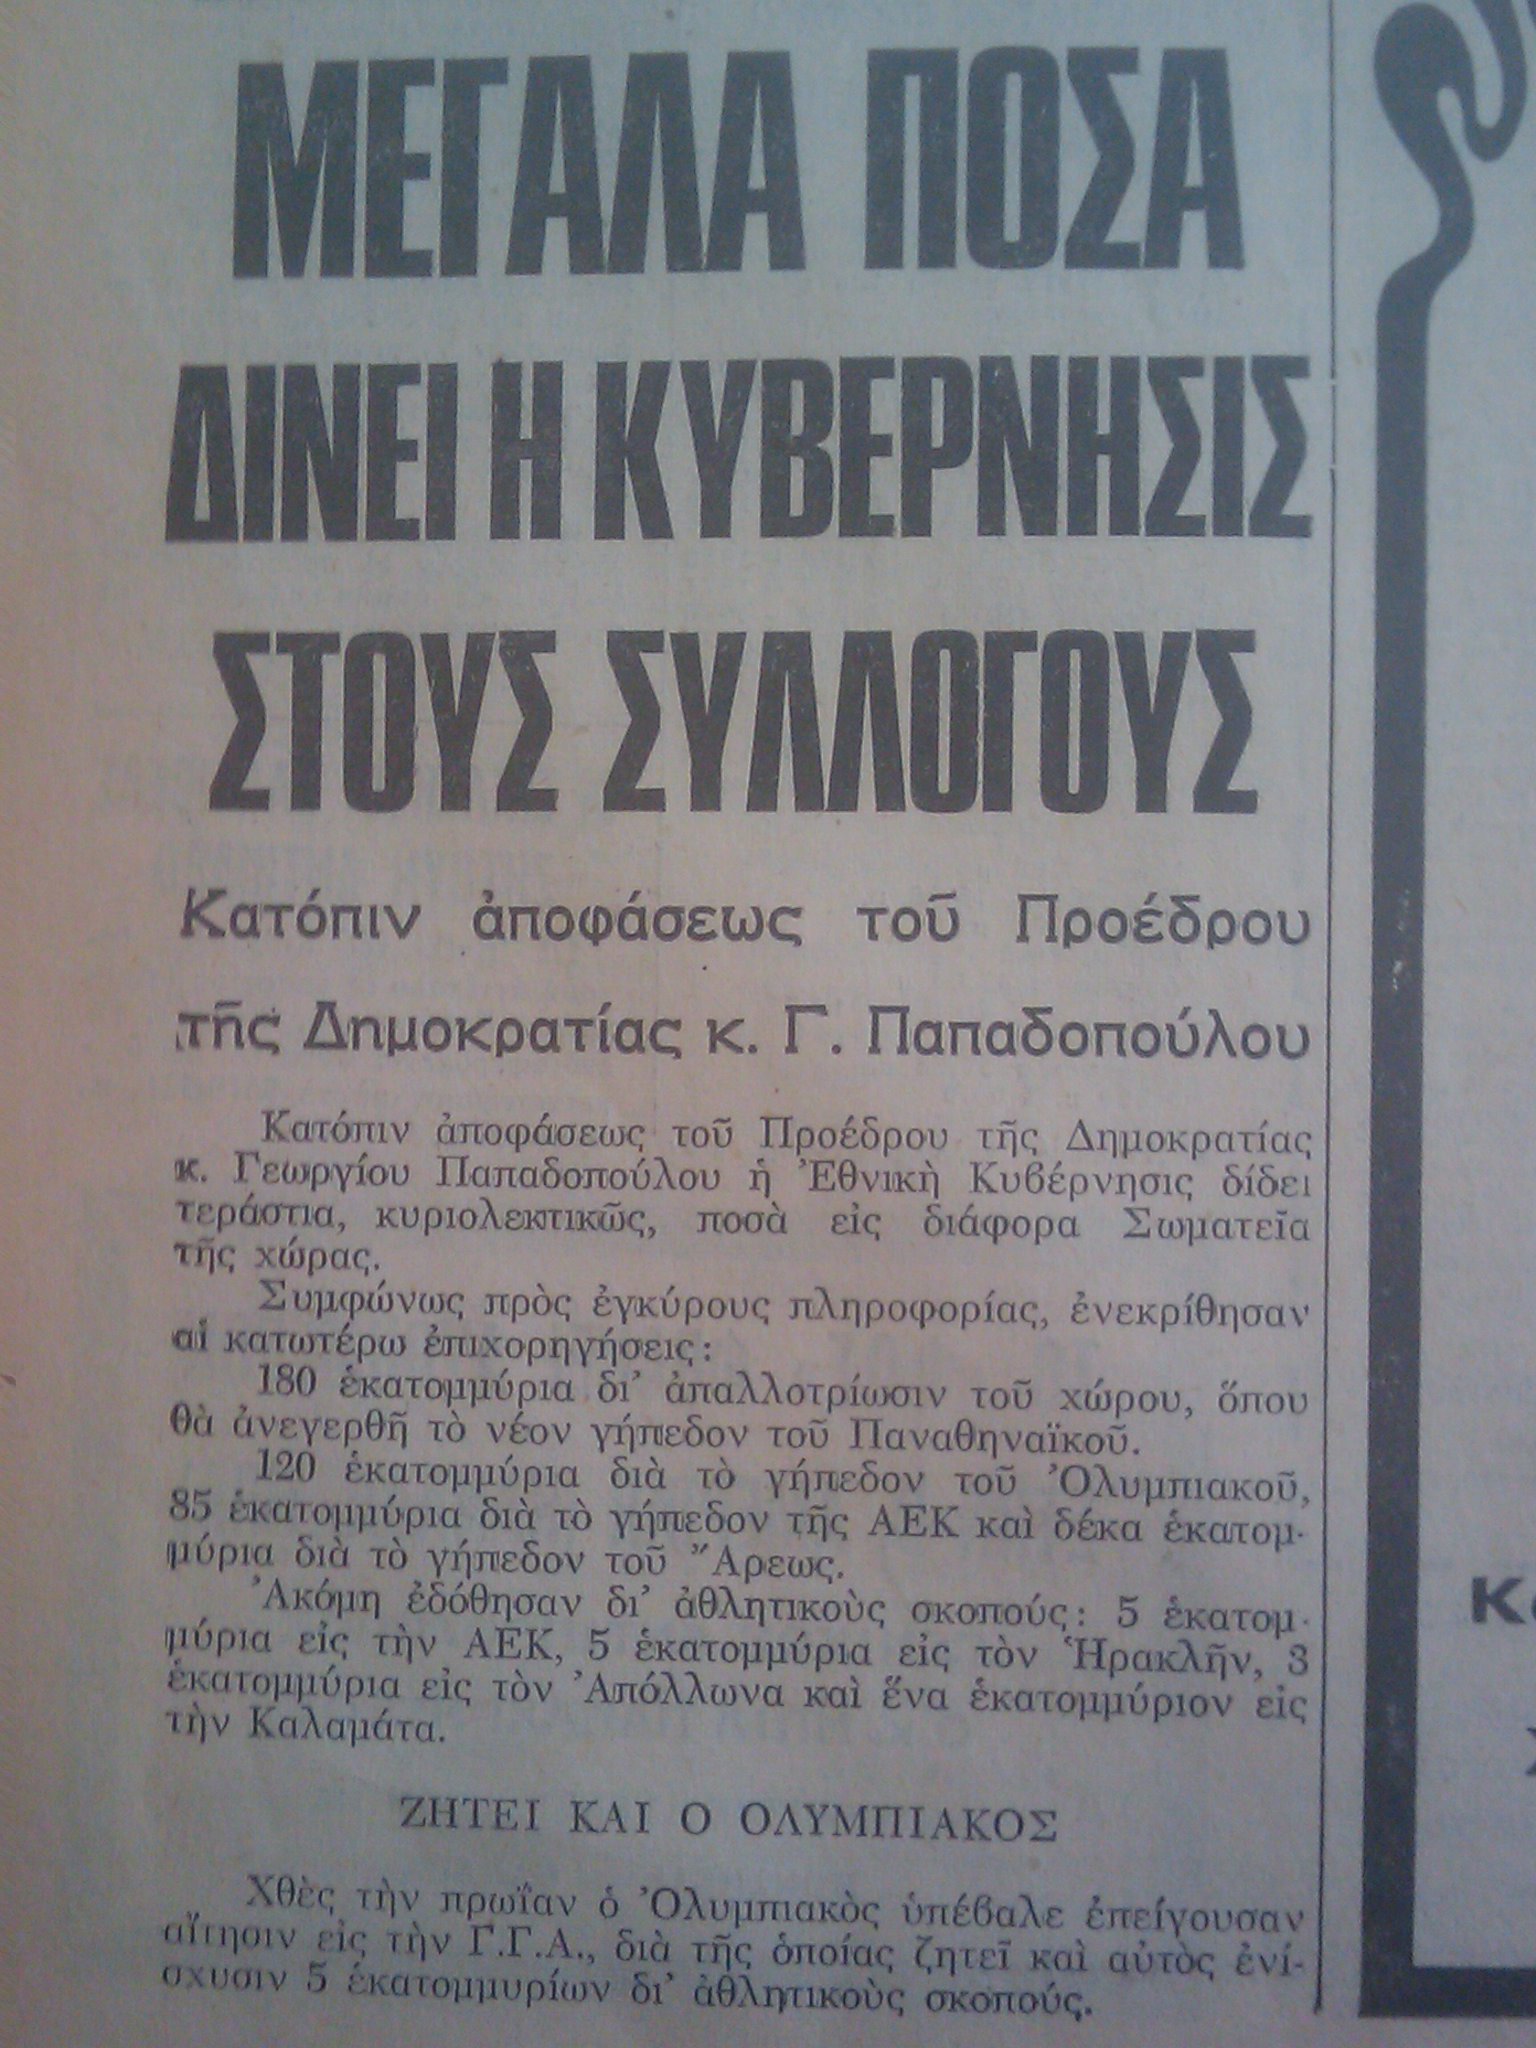 ΜΕΓΑΛΑ ΠΟΣΑ
ΔΙΝΕΙ Η ΚΥΒΕΡΝΗΣΙΣ
ΣΤΟΥΣ ΣΥΛΛΟΓΟΥΣ
Κατόπιν ἀποφάσεως τοῦ Προέδρου
τῆς Δημοκρατίας κ. Γ. Παπαδοπούλου
Κατόπιν ἀποφάσεως τοῦ Προέδρου τῆς Δημοκρατίας
κ. Γεωργίου Παπαδοπούλου ἡ Ἐθνικὴ Κυβέρνησις δίδει
τεράστια, κυριολεκτικῶς, ποσὰ εἰς διάφορα Σωματεῖα
τῆς χώρας.
Συμφώνως πρὸς ἐγκύρους πληροφορίας, ἐνεκρίθησαν
αἱ κατωτέρω ἐπιχορηγήσεις:
180 ἑκατομμύρια δι' ἀπαλλοτρίωσιν τοῦ χώρου, ὅπου
θὰ ἀνεγερθῆ τὸ νέον γήπεδον τοῦ Παναθηναϊκοῦ.
120 ἑκατομμύρια διὰ τὸ γήπεδον τοῦ Ὀλυμπιακοῦ,
85 ἑκατομμύρια διὰ τὸ γήπεδον τῆς ΑΕΚ καὶ δέκα ἑκατομ-
μύρια διὰ τὸ γήπεδον τοῦ Ἄρεως.
Ἀκόμη ἐδόθησαν δι' ἀθλητικοὺς σκοπούς: 5 ἑκατομ-
μύρια εἰς τὴν ΑΕΚ, 5 ἑκατομμύρια εἰς τὸν Ἡρακλῆν, 3
ἑκατομμύρια εἰς τὸν Ἀπόλλωνα καὶ ἕνα ἑκατομμύριον εἰς
τὴν Καλαμάτα.
ΖΗΤΕΙ ΚΑΙ Ο ΟΛΥΜΠΙΑΚΟΣ
Χθὲς τὴν πρωΐαν ὁ Ὀλυμπιακὸς ὑπέβαλε ἐπείγουσαν
αἴτησιν εἰς τὴν Γ.Γ.Α., διὰ τῆς ὁποίας ζητεῖ καὶ αὐτὸς ἐνί-
σχυσιν 5 ἑκατομμυρίων δι' ἀθλητικοὺς σκοπούς.